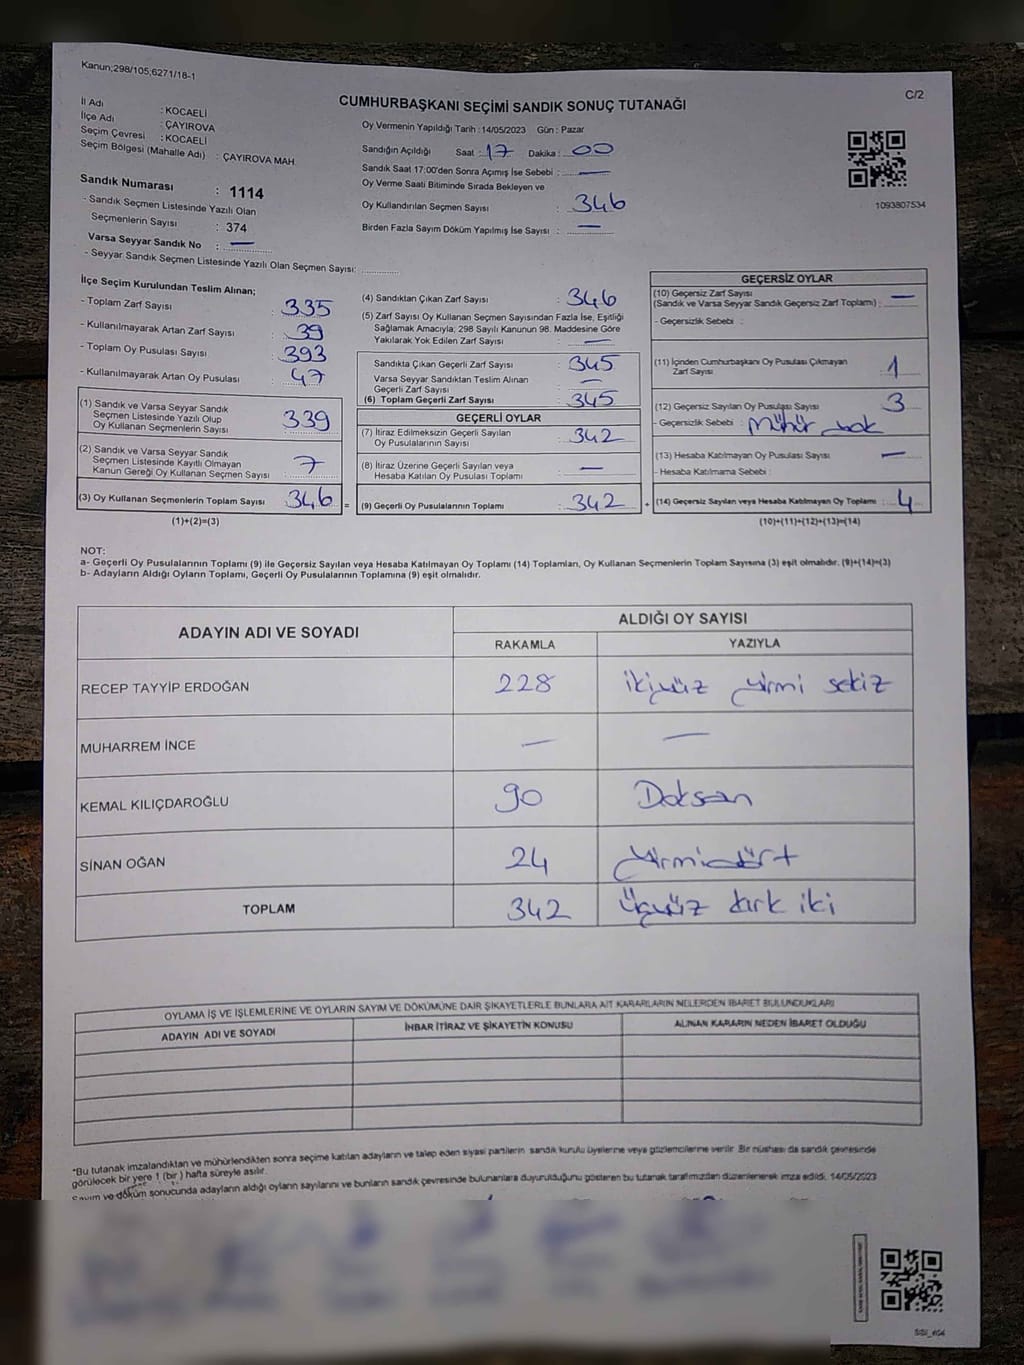 Kanun;298/105;6271/18-1
C/2
CUMHURBAŞKANI SEÇİMİ SANDIK SONUÇ TUTANAĞI
İl Adı : KOCAELİ
İlçe Adı : ÇAYIROVA
Seçim Çevresi : KOCAELİ
Seçim Bölgesi (Mahalle Adı) : ÇAYIROVA MAH.
Sandık Numarası : 1114
- Sandık Seçmen Listesinde Yazılı Olan
Seçmenlerin Sayısı : 374
Varsa Seyyar Sandık No : —
- Seyyar Sandık Seçmen Listesinde Yazılı Olan Seçmen Sayısı:
Oy Vermenin Yapıldığı Tarih : 14/05/2023 Gün : Pazar
Sandığın Açıldığı Saat : 17 Dakika : 00
Sandık Saat 17:00'den Sonra Açımış İse Sebebi : —
Oy Verme Saati Bitiminde Sırada Bekleyen ve
Oy Kullandırılan Seçmen Sayısı : 346
Birden Fazla Sayım Döküm Yapılmış İse Sayısı : —
1093807534
İlçe Seçim Kurulundan Teslim Alınan;
- Toplam Zarf Sayısı : 335
- Kullanılmayarak Artan Zarf Sayısı : 39
- Toplam Oy Pusulası Sayısı : 393
- Kullanılmayarak Artan Oy Pusulası : 47
(1) Sandık ve Varsa Seyyar Sandık
Seçmen Listesinde Yazılı Olup
Oy Kullanan Seçmenlerin Sayısı : 339
(2) Sandık ve Varsa Seyyar Sandık
Seçmen Listesinde Kayıtlı Olmayan
Kanun Gereği Oy Kullanan Seçmen Sayısı : 7
(3) Oy Kullanan Seçmenlerin Toplam Sayısı 346 =
(1)+(2)=(3)
(4) Sandıktan Çıkan Zarf Sayısı : 346
(5) Zarf Sayısı Oy Kullanan Seçmen Sayısından Fazla İse, Eşitliği
Sağlamak Amacıyla; 298 Sayılı Kanunun 98. Maddesine Göre
Yakılarak Yok Edilen Zarf Sayısı : —
Sandıkta Çıkan Geçerli Zarf Sayısı : 345
Varsa Seyyar Sandıktan Teslim Alınan
Geçerli Zarf Sayısı : —
(6) Toplam Geçerli Zarf Sayısı : 345
GEÇERLİ OYLAR
(7) İtiraz Edilmeksizin Geçerli Sayılan
Oy Pusulalarının Sayısı : 342
(8) İtiraz Üzerine Geçerli Sayılan veya
Hesaba Katılan Oy Pusulası Toplamı : —
(9) Geçerli Oy Pusulalarının Toplamı : 342 +
GEÇERSİZ OYLAR
(10) Geçersiz Zarf Sayısı
(Sandık ve Varsa Seyyar Sandık Geçersiz Zarf Toplamı) : —
- Geçersizlik Sebebi :
(11) İçinden Cumhurbaşkanı Oy Pusulası Çıkmayan
Zarf Sayısı : 1
(12) Geçersiz Sayılan Oy Pusulası Sayısı : 3
- Geçersizlik Sebebi : Mühür yok
(13) Hesaba Katılmayan Oy Pusulası Sayısı : —
- Hesaba Katılmama Sebebi :
(14) Geçersiz Sayılan veya Hesaba Katılmayan Oy Toplamı : 4
(10)+(11)+(12)+(13)=(14)
NOT:
a- Geçerli Oy Pusulalarının Toplamı (9) ile Geçersiz Sayılan veya Hesaba Katılmayan Oy Toplamı (14) Toplamları, Oy Kullanan Seçmenlerin Toplam Sayısına (3) eşit olmalıdır. (9)+(14)=(3)
b- Adayların Aldığı Oyların Toplamı, Geçerli Oy Pusulalarının Toplamına (9) eşit olmalıdır.
ADAYIN ADI VE SOYADI
ALDIĞI OY SAYISI
RAKAMLA YAZIYLA
RECEP TAYYİP ERDOĞAN 228 ikiyüz yirmi sekiz
MUHARREM İNCE — —
KEMAL KILIÇDAROĞLU 90 Doksan
SİNAN OĞAN 24 yirmidört
TOPLAM 342 Üçyüz kırk iki
OYLAMA İŞ VE İŞLEMLERİNE VE OYLARIN SAYIM VE DÖKÜMÜNE DAİR ŞİKAYETLERLE BUNLARA AİT KARARLARIN NELERDEN İBARET BULUNDUKLARI
ADAYIN ADI VE SOYADI İHBAR İTİRAZ VE ŞİKAYETİN KONUSU ALINAN KARARIN NEDEN İBARET OLDUĞU
*Bu tutanak imzalandıktan ve mühürlendikten sonra seçime katılan adayların ve talep eden siyasi partilerin sandık kurulu üyelerine veya gözlemcilerine verilir. Bir nüshası da sandık çevresinde
görülecek bir yere 1 (bir) hafta süreyle asılır.
Sayım ve döküm sonucunda adayların aldığı oyların sayılarını ve bunların sandık çevresinde bulunanlara duyurulduğunu gösteren bu tutanak tarafımızdan düzenlenerek imza edildi. 14/05/2023